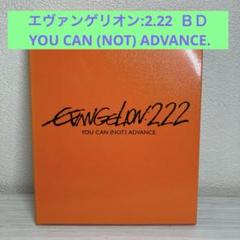 エヴァンゲリオン:2.22 ＢＤ
YOU CAN (NOT) ADVANCE.
EVANGELION:2.22
YOU CAN (NOT) ADVANCE.